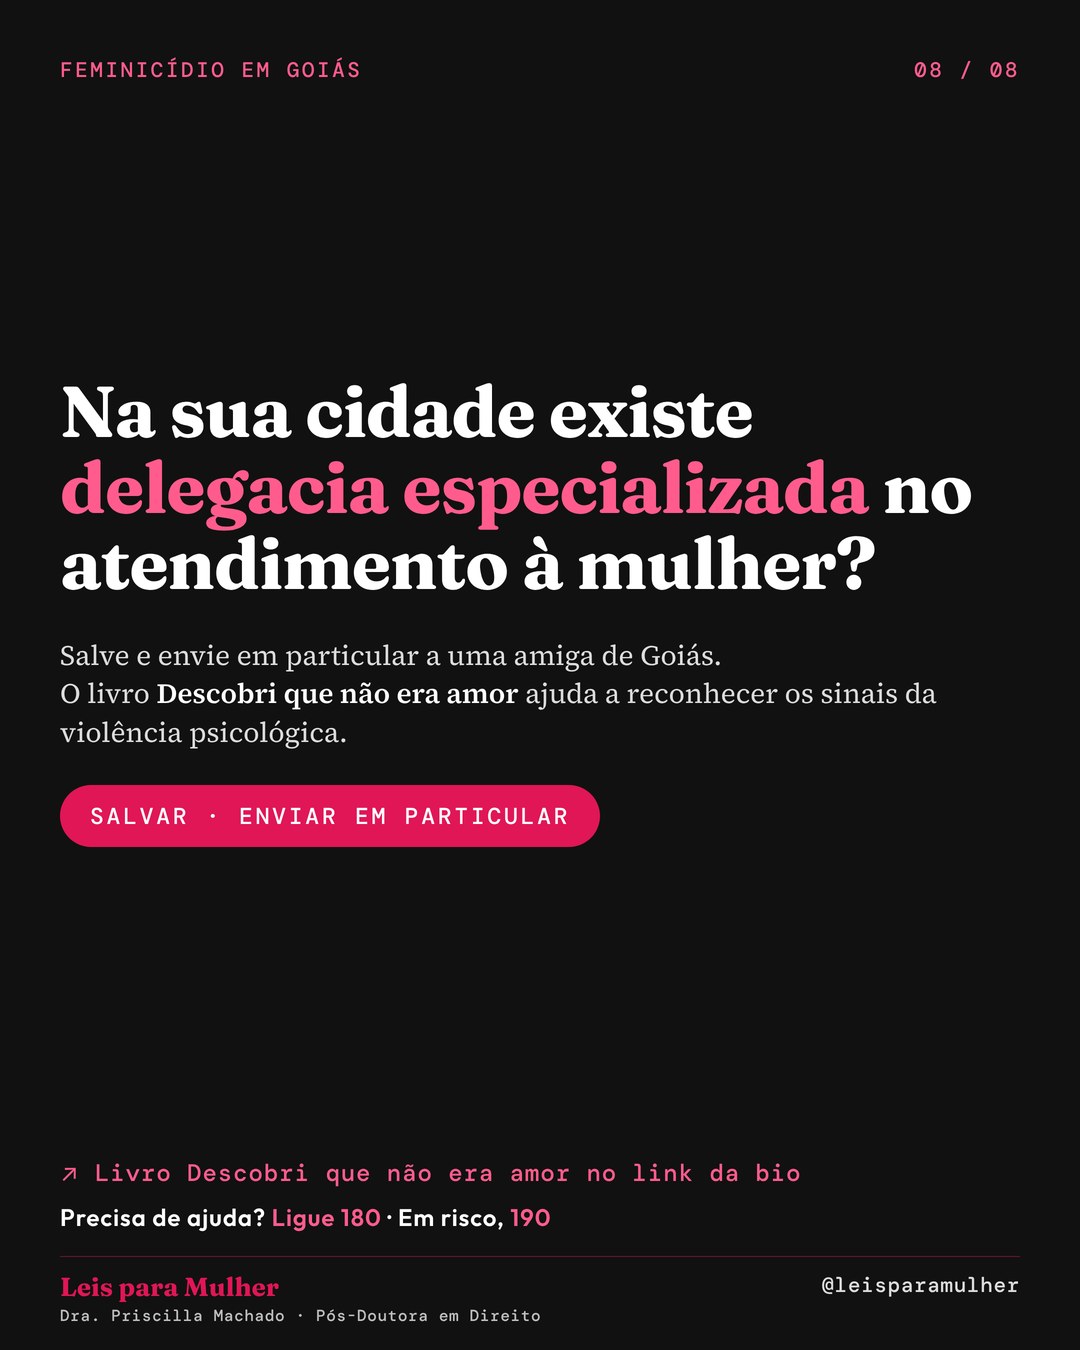 FEMINICÍDIO EM GOIÁS
08 / 08
Na sua cidade existe
delegacia especializada no
atendimento à mulher?
Salve e envie em particular a uma amiga de Goiás.
O livro Descobri que não era amor ajuda a reconhecer os sinais da
violência psicológica.
SALVAR · ENVIAR EM PARTICULAR
↗ Livro Descobri que não era amor no link da bio
Precisa de ajuda? Ligue 180 · Em risco, 190
Leis para Mulher
@leisparamulher
Dra. Priscilla Machado · Pós-Doutora em Direito